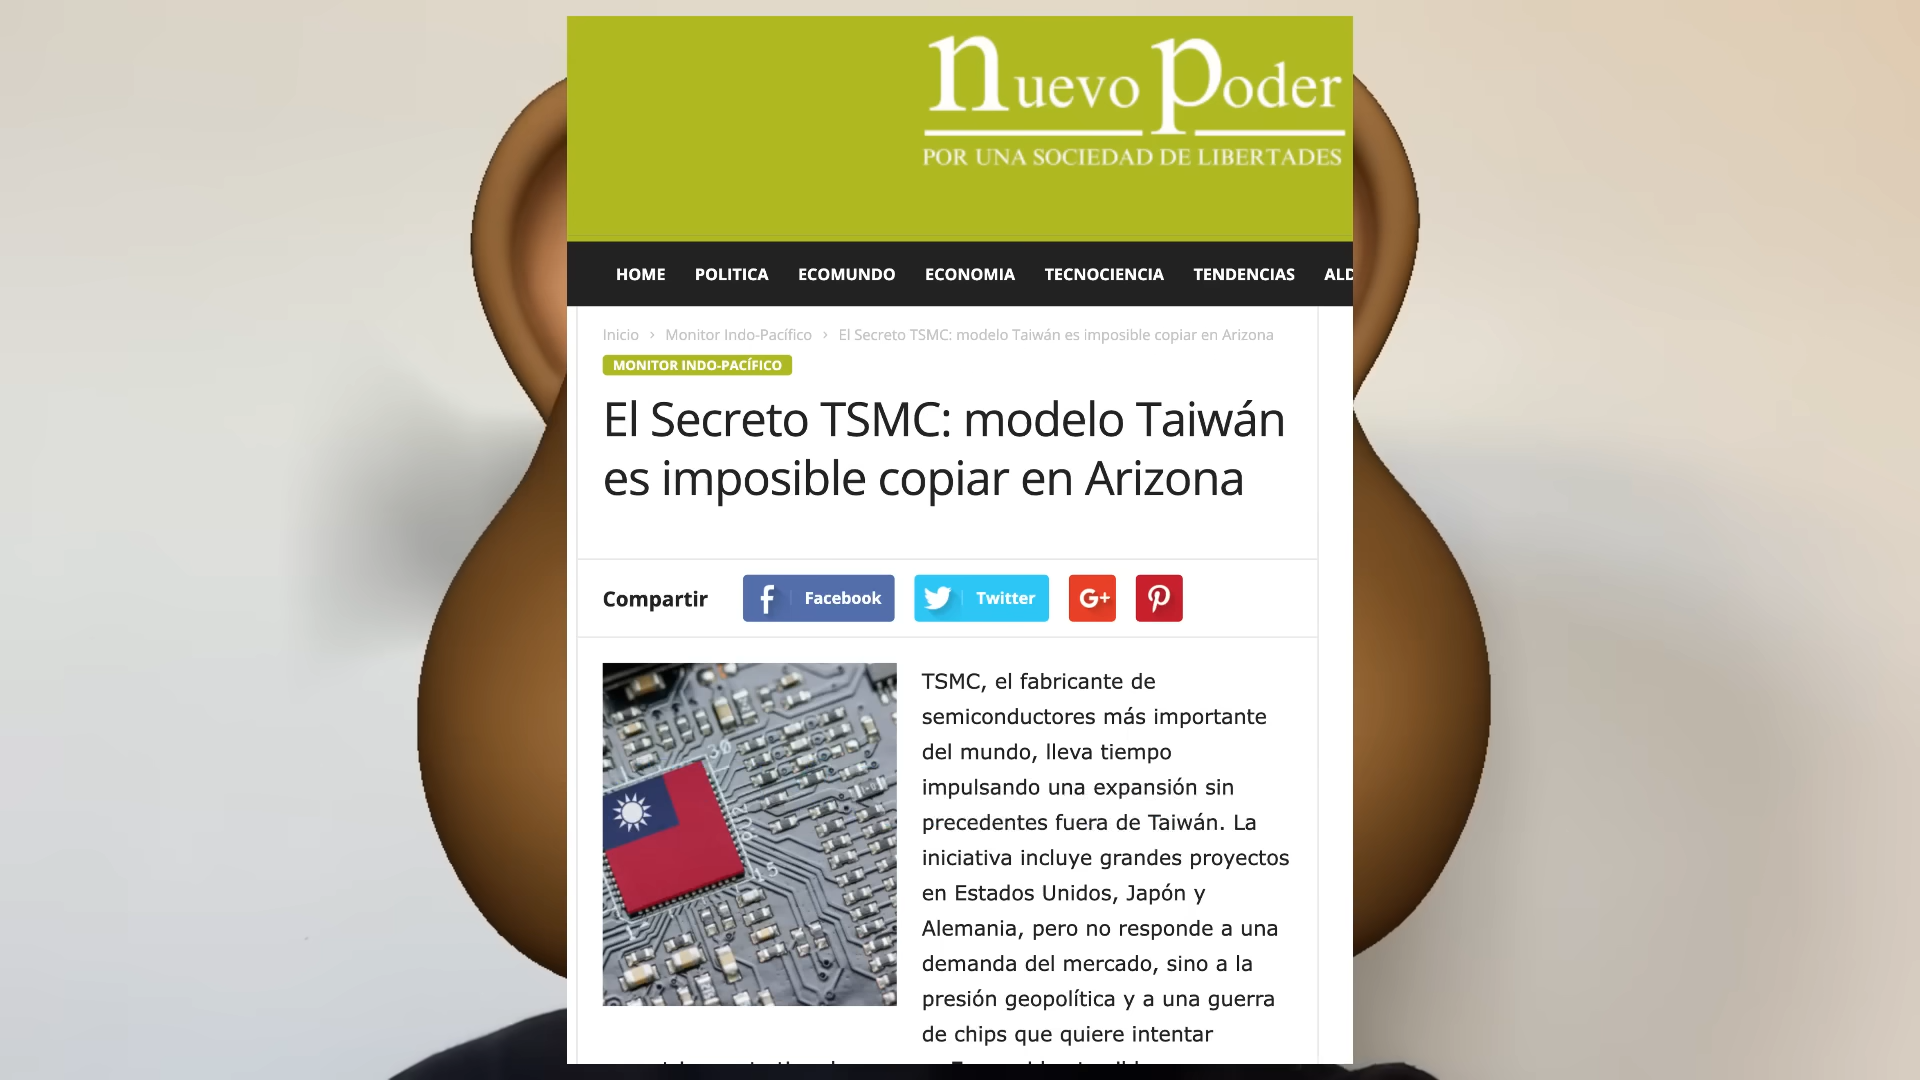 nuevo poder
POR UNA SOCIEDAD DE LIBERTADES
HOME POLITICA ECOMUNDO ECONOMIA TECNOCIENCIA TENDENCIAS ALD
Inicio › Monitor Indo-Pacífico › El Secreto TSMC: modelo Taiwán es imposible copiar en Arizona
MONITOR INDO-PACÍFICO
El Secreto TSMC: modelo Taiwán
es imposible copiar en Arizona
Compartir
Facebook
Twitter
G+
30
15
TSMC, el fabricante de
semiconductores más importante
del mundo, lleva tiempo
impulsando una expansión sin
precedentes fuera de Taiwán. La
iniciativa incluye grandes proyectos
en Estados Unidos, Japón y
Alemania, pero no responde a una
demanda del mercado, sino a la
presión geopolítica y a una guerra
de chips que quiere intentar